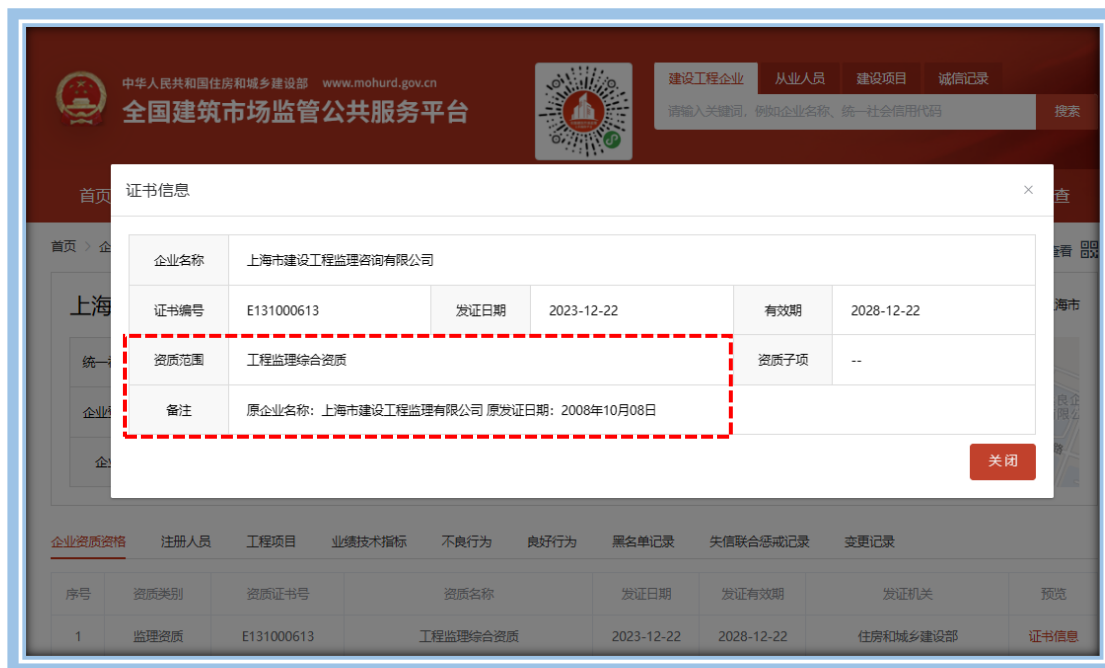 中华人民共和国住房和城乡建设部 www.mohurd.gov.cn
全国建筑市场监管公共服务平台
建设工程企业 从业人员 建设项目 诚信记录
请输入关键词，例如企业名称、统一社会信用代码 搜索
首页 证书信息 × 查
首页 > 企 查看
企业名称 上海市建设工程监理咨询有限公司
上海 证书编号 E131000613 发证日期 2023-12-22 有效期 2028-12-22 海市
统一 资质范围 工程监理综合资质 资质子项 --
企业 备注 原企业名称：上海市建设工程监理有限公司 原发证日期：2008年10月08日
企 关闭
企业资质资格 注册人员 工程项目 业绩技术指标 不良行为 良好行为 黑名单记录 失信联合惩戒记录 变更记录
序号 资质类别 资质证书号 资质名称 发证日期 发证有效期 发证机关 预览
1 监理资质 E131000613 工程监理综合资质 2023-12-22 2028-12-22 住房和城乡建设部 证书信息